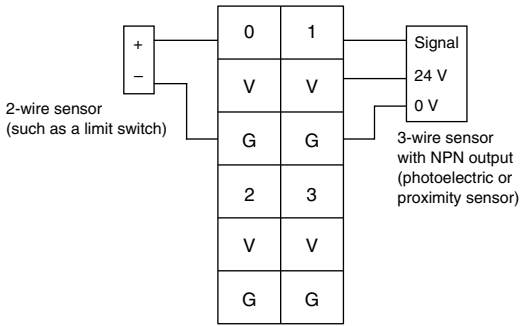 +
–
2-wire sensor
(such as a limit switch)
0 1
V V
G G
2 3
V V
G G
Signal
24 V
0 V
3-wire sensor
with NPN output
(photoelectric or
proximity sensor)